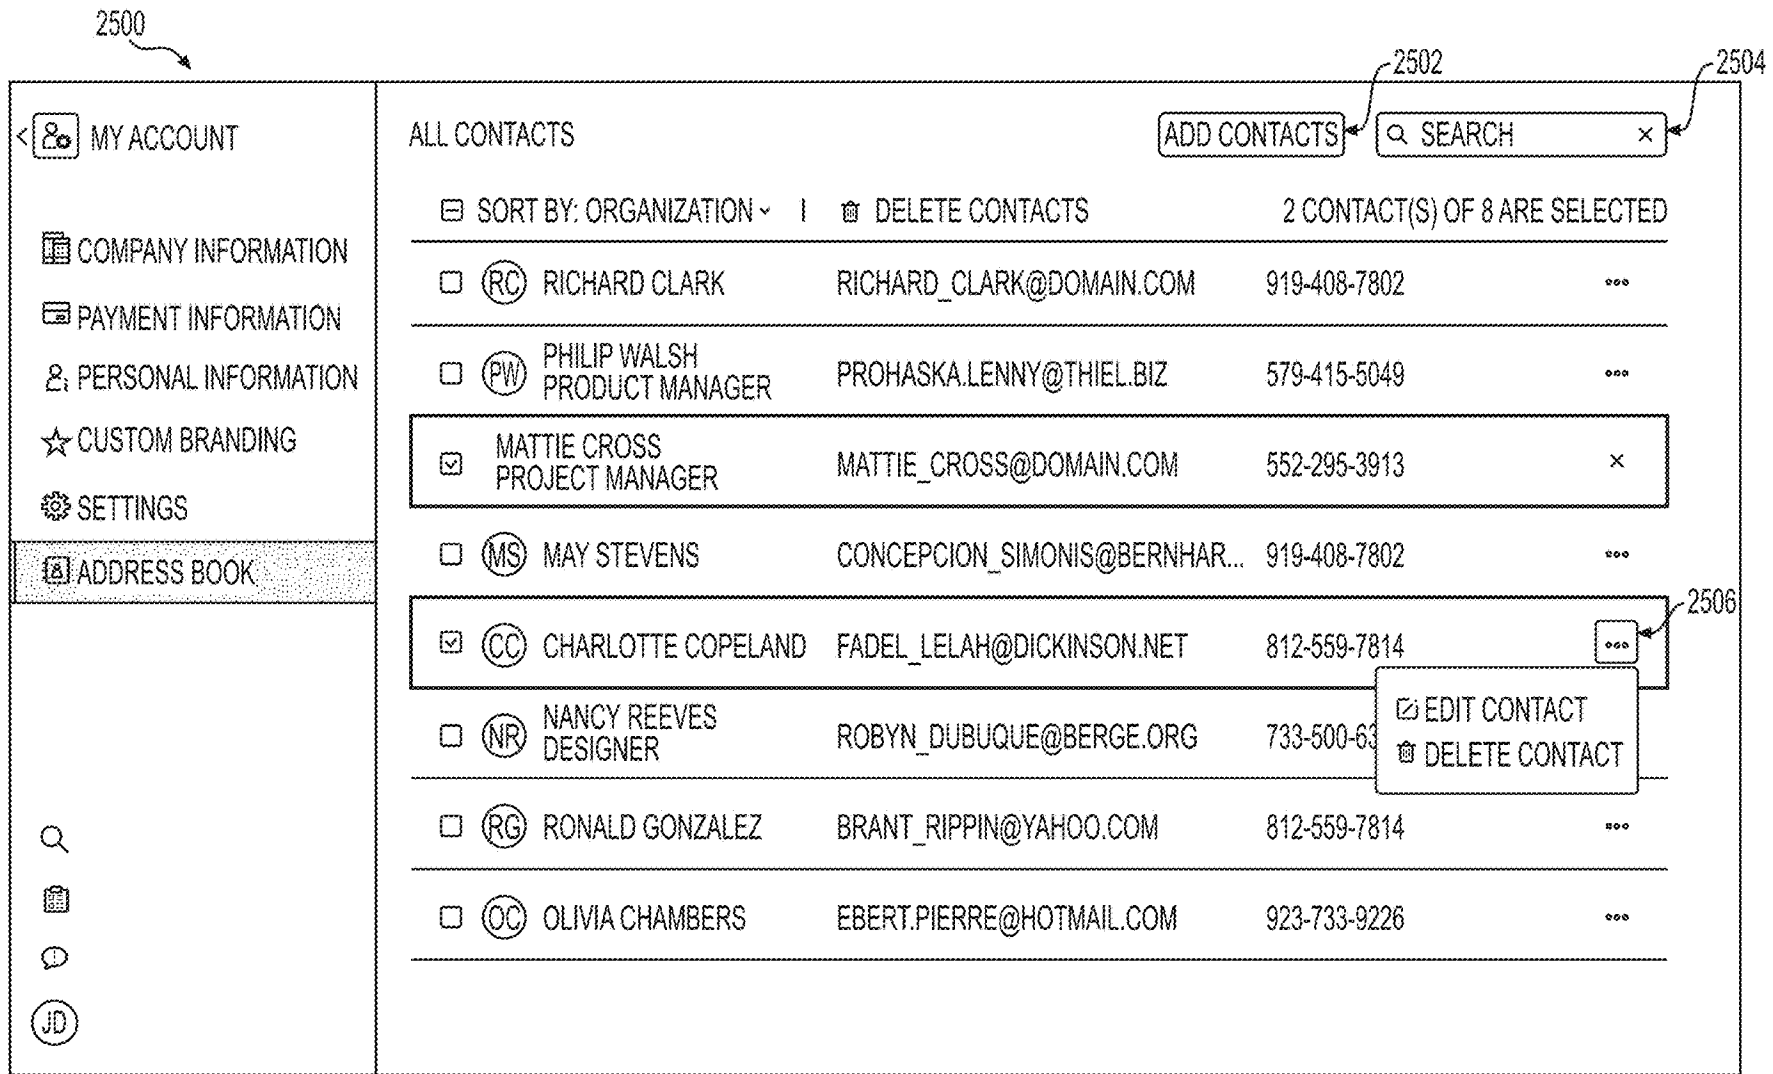 2500
2502
2504
MY ACCOUNT
COMPANY INFORMATION
PAYMENT INFORMATION
PERSONAL INFORMATION
CUSTOM BRANDING
SETTINGS
ADDRESS BOOK
JD
ALL CONTACTS
ADD CONTACTS
SEARCH
SORT BY: ORGANIZATION
DELETE CONTACTS
2 CONTACT(S) OF 8 ARE SELECTED
RC RICHARD CLARK RICHARD_CLARK@DOMAIN.COM 919-408-7802
PW PHILIP WALSH
PRODUCT MANAGER
PROHASKA.LENNY@THIEL.BIZ 579-415-5049
MATTIE CROSS
PROJECT MANAGER
MATTIE_CROSS@DOMAIN.COM 552-295-3913
MS MAY STEVENS CONCEPCION_SIMONIS@BERNHAR... 919-408-7802
2506
CC CHARLOTTE COPELAND FADEL_LELAH@DICKINSON.NET 812-559-7814
EDIT CONTACT
DELETE CONTACT
NR NANCY REEVES
DESIGNER
ROBYN_DUBUQUE@BERGE.ORG 733-500-63
RG RONALD GONZALEZ BRANT_RIPPIN@YAHOO.COM 812-559-7814
OC OLIVIA CHAMBERS EBERT.PIERRE@HOTMAIL.COM 923-733-9226